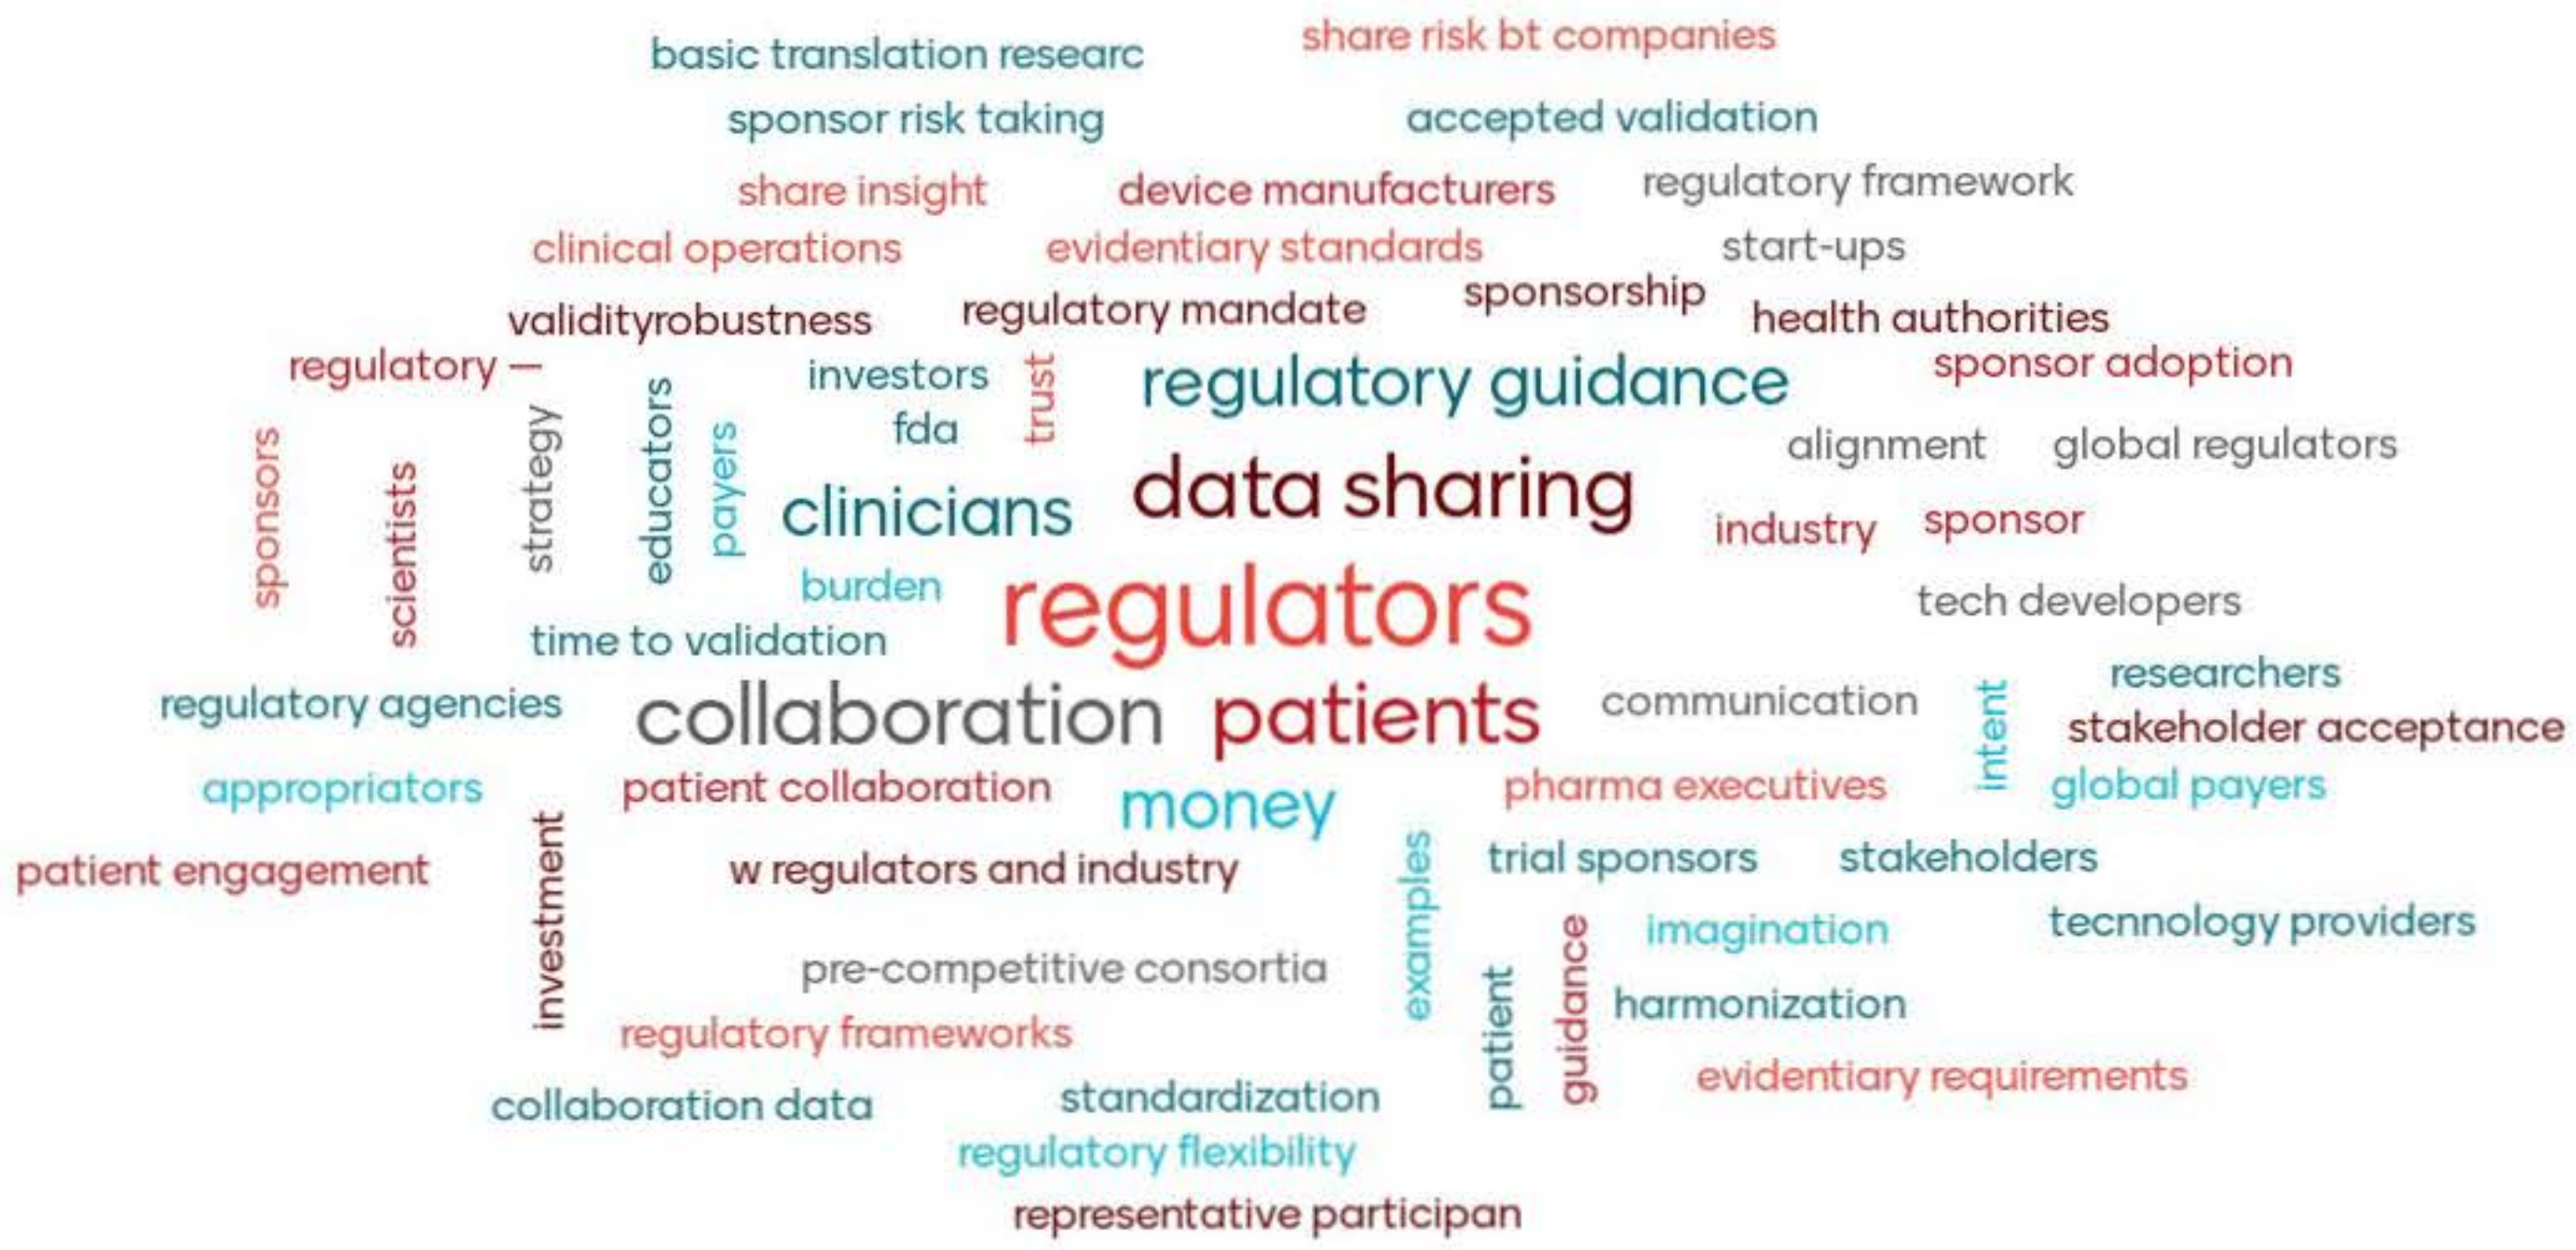 share risk bt companies
basic translation researc
sponsor risk taking
accepted validation
share insight
device manufacturers
regulatory framework
clinical operations
evidentiary standards
start-ups
validityrobustness
regulatory mandate
sponsorship
health authorities
regulatory —
investors
trust
regulatory guidance
sponsor adoption
sponsors
scientists
strategy
educators
payers
fda
clinicians
data sharing
alignment
global regulators
industry
sponsor
burden
regulators
tech developers
time to validation
regulatory agencies
collaboration
patients
communication
intent
researchers
stakeholder acceptance
appropriators
patient collaboration
money
pharma executives
global payers
patient engagement
investment
w regulators and industry
examples
trial sponsors
stakeholders
imagination
tecnnology providers
pre-competitive consortia
patient
guidance
harmonization
regulatory frameworks
evidentiary requirements
collaboration data
standardization
regulatory flexibility
representative participan